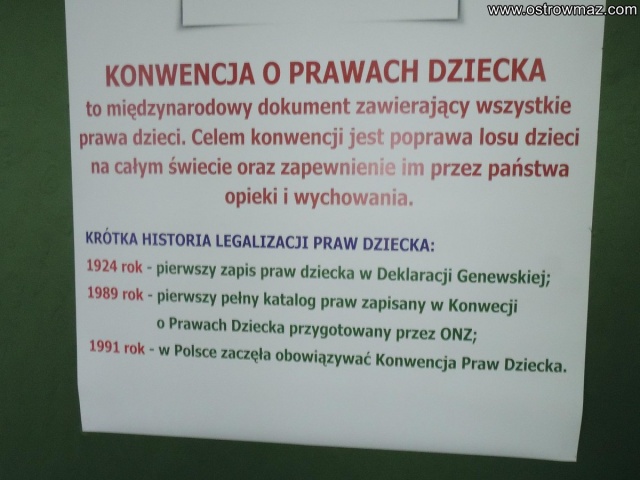 www.ostrowmaz.com
KONWENCJA O PRAWACH DZIECKA
to międzynarodowy dokument zawierający wszystkie
prawa dzieci. Celem konwencji jest poprawa losu dzieci
na całym świecie oraz zapewnienie im przez państwa
opieki i wychowania.
KRÓTKA HISTORIA LEGALIZACJI PRAW DZIECKA:
1924 rok - pierwszy zapis praw dziecka w Deklaracji Genewskiej;
1989 rok - pierwszy pełny katalog praw zapisany w Konwecji
o Prawach Dziecka przygotowany przez ONZ;
1991 rok - w Polsce zaczęła obowiązywać Konwencja Praw Dziecka.